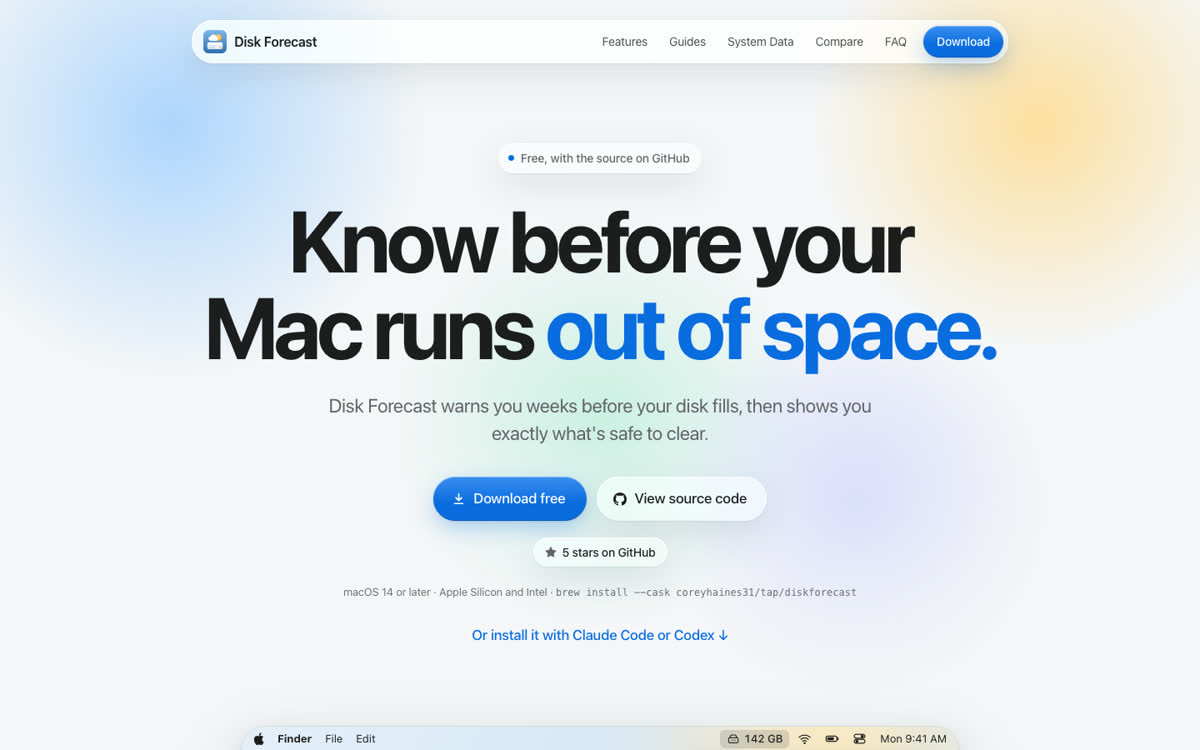 Disk Forecast
Features
Guides
System Data
Compare
FAQ
Download
Free, with the source on GitHub
Know before your
Mac runs out of space.
Disk Forecast warns you weeks before your disk fills, then shows you
exactly what's safe to clear.
Download free
View source code
5 stars on GitHub
macOS 14 or later · Apple Silicon and Intel · brew install --cask coreyhaines31/tap/diskforecast
Or install it with Claude Code or Codex ↓
Finder File Edit 142 GB Mon 9:41 AM